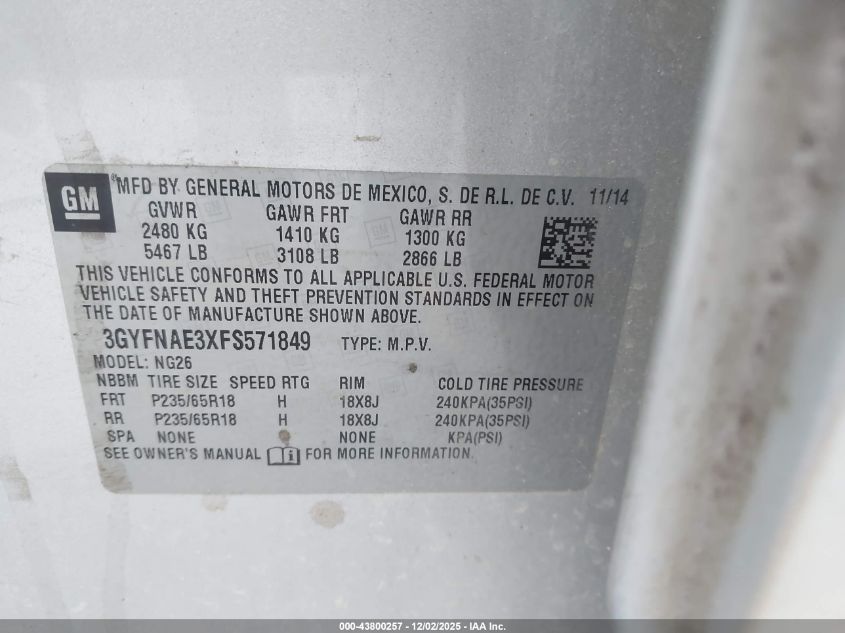 GM ® MFD BY GENERAL MOTORS DE MEXICO, S. DE R.L. DE C.V. 11/14
GVWR GAWR FRT GAWR RR
2480 KG 1410 KG 1300 KG
5467 LB 3108 LB 2866 LB
THIS VEHICLE CONFORMS TO ALL APPLICABLE U.S. FEDERAL MOTOR
VEHICLE SAFETY AND THEFT PREVENTION STANDARDS IN EFFECT ON
THE DATE OF MANUFACTURE SHOWN ABOVE.
3GYFNAE3XFS571849 TYPE: M.P.V.
MODEL: NG26
NBBM TIRE SIZE SPEED RTG RIM COLD TIRE PRESSURE
FRT P235/65R18 H 18X8J 240KPA(35PSI)
RR P235/65R18 H 18X8J 240KPA(35PSI)
SPA NONE NONE KPA(PSI)
SEE OWNER'S MANUAL FOR MORE INFORMATION.
000-43800257 - 12/02/2025 - IAA Inc.